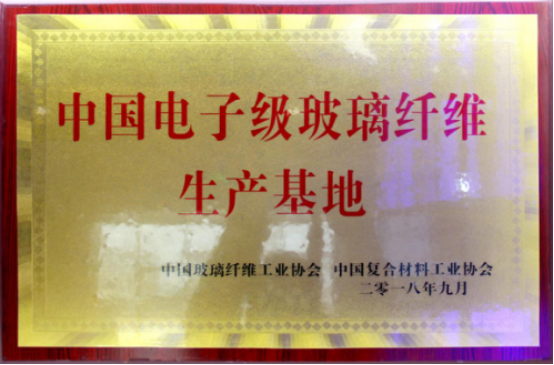 中国电子级玻璃纤维
生产基地
中国玻璃纤维工业协会 中国复合材料工业协会
二零一八年九月